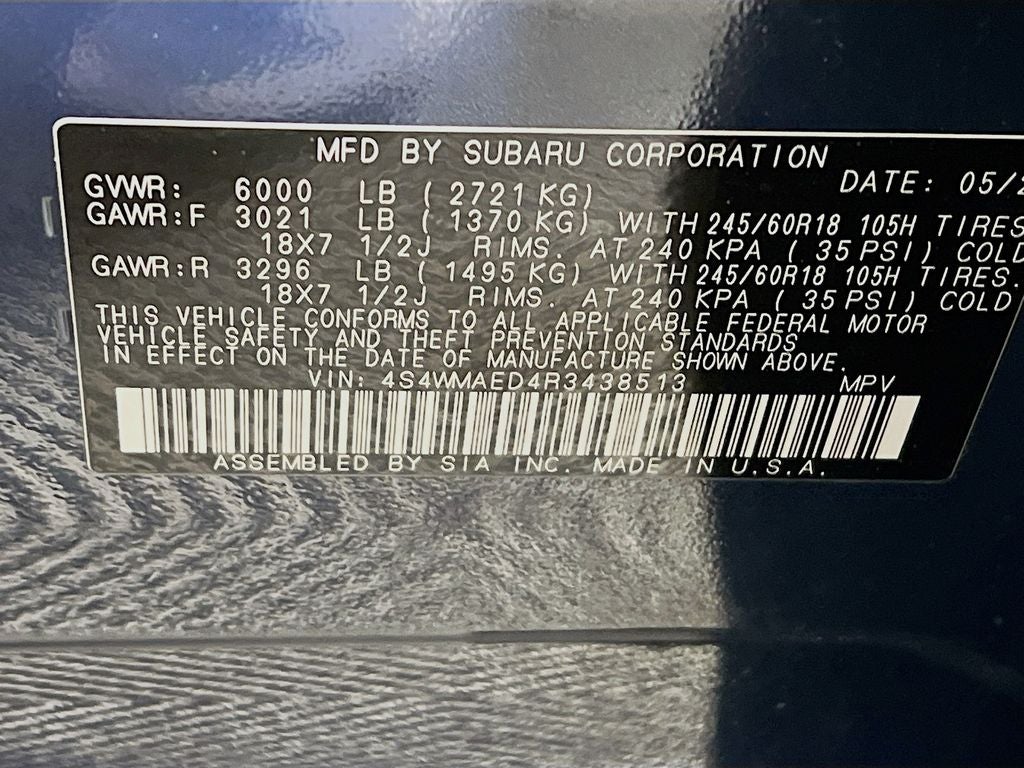 MFD BY SUBARU CORPORATION
DATE: 05/2
GVWR: 6000 LB ( 2721 KG)
GAWR:F 3021 LB ( 1370 KG) WITH 245/60R18 105H TIRES
18X7 1/2J RIMS. AT 240 KPA ( 35 PSI) COLD
GAWR:R 3296 LB ( 1495 KG) WITH 245/60R18 105H TIRES.
18X7 1/2J RIMS. AT 240 KPA ( 35 PSI) COLD
THIS VEHICLE CONFORMS TO ALL APPLICABLE FEDERAL MOTOR
VEHICLE SAFETY AND THEFT PREVENTION STANDARDS
IN EFFECT ON THE DATE OF MANUFACTURE SHOWN ABOVE.
VIN: 4S4WMAED4R3438513 MPV
ASSEMBLED BY SIA INC. MADE IN U.S.A.